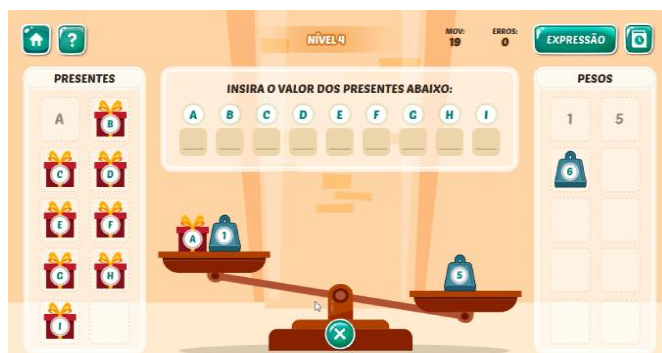 ?
NÍVEL 4
MOV:
19
ERROS:
0
EXPRESSÃO
PRESENTES
A B
C D
E F
G H
I
INSIRA O VALOR DOS PRESENTES ABAIXO:
A B C D E F G H I
PESOS
1 5
6
A 1
5